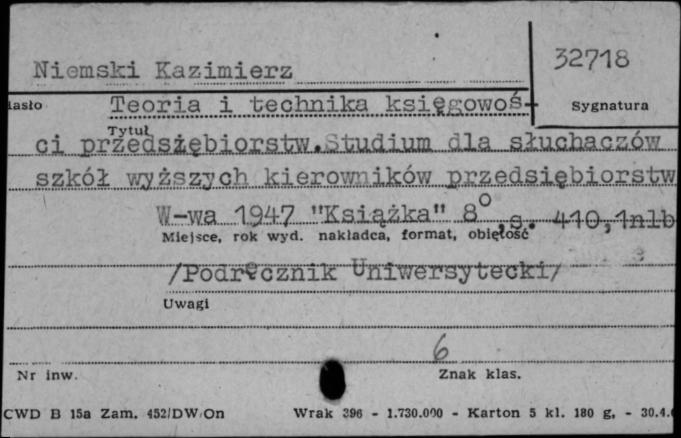 32718
Niemski Kazimierz
asło Teoria i technika księgowoś- Sygnatura
Tytuł
ci przedsiębiorstw.Studium dla słuchaczów
szkół wyższych kierowników przedsiębiorstw
W-wa 1947 "Książka" 8°,s. 410,1nlb
Miejsce, rok wyd. nakładca, format, objętość
/Podręcznik Uniwersytecki/
Uwagi
6
Nr inw. Znak klas.
CWD B 15a Zam. 452/DW/On Wrak 396 - 1.730.000 - Karton 5 kl. 180 g, - 30.4.